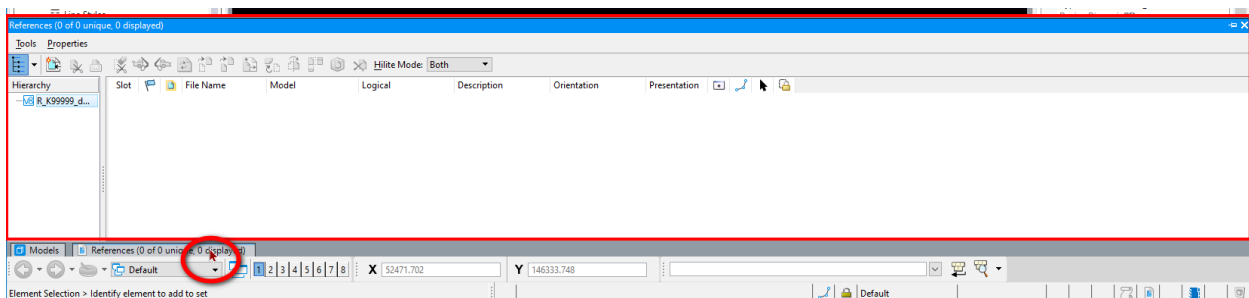 References (0 of 0 unique, 0 displayed)
Tools Properties
Hilite Mode: Both
Hierarchy Slot File Name Model Logical Description Orientation Presentation
R_K99999_d...
Models References (0 of 0 unique, 0 displayed)
Default 1 2 3 4 5 6 7 8 X 52471.702 Y 146333.748
Element Selection > Identify element to add to set Default